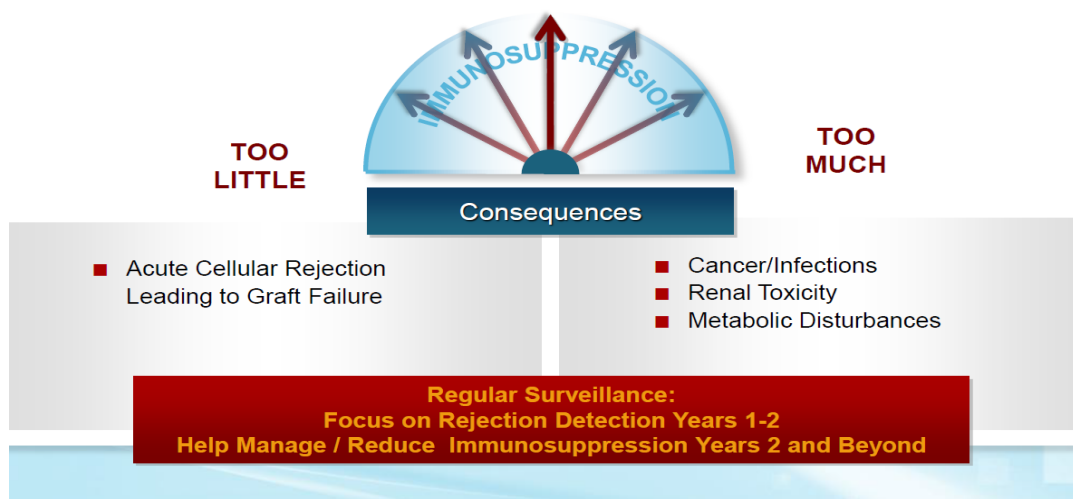 IMMUNOSUPPRESSION
TOO
LITTLE
TOO
MUCH
Consequences
Acute Cellular Rejection
Leading to Graft Failure
Cancer/Infections
Renal Toxicity
Metabolic Disturbances
Regular Surveillance:
Focus on Rejection Detection Years 1-2
Help Manage / Reduce Immunosuppression Years 2 and Beyond